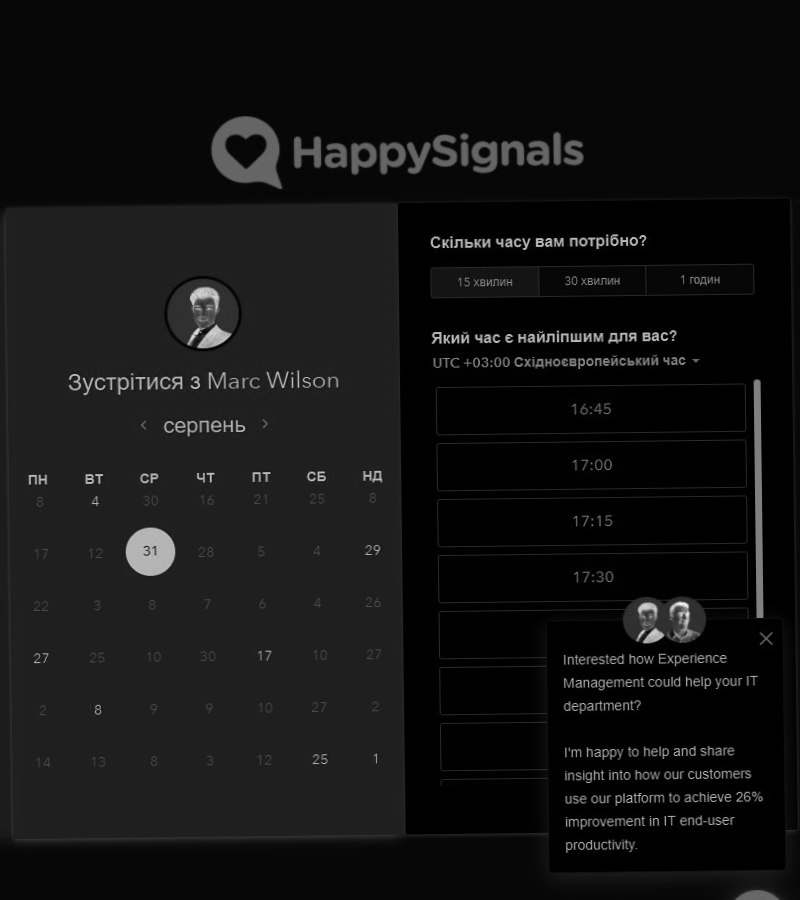 HappySignals
Зустрітися з Marc Wilson
серпень
ПН ВТ СР ЧТ ПТ СБ НД
8 4 30 16 21 25 8
17 12 31 28 5 4 29
22 3 8 7 6 4 26
27 25 10 30 17 10 27
2 8 9 9 10 27 2
14 13 8 3 12 25 1
Скільки часу вам потрібно?
15 хвилин 30 хвилин 1 годин
Який час є найліпшим для вас?
UTC +03:00 Східноєвропейський час
16:45
17:00
17:15
17:30
Interested how Experience
Management could help your IT
department?
I'm happy to help and share
insight into how our customers
use our platform to achieve 26%
improvement in IT end-user
productivity.